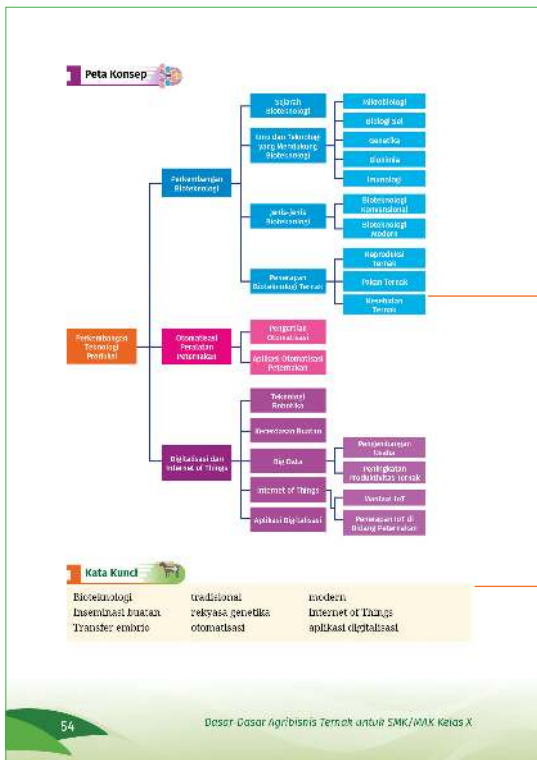 Peta Konsep
Sejarah
Bioteknologi
Ilmu dan Teknologi
yang Mendukung
Bioteknologi
Mikrobiologi
Biologi Sel
Genetika
Biokimia
Imunologi
Perkembangan
Bioteknologi
Jenis-Jenis
Bioteknologi
Bioteknologi
Konvensional
Bioteknologi
Modern
Penerapan
Bioteknologi Ternak
Reproduksi
Ternak
Pakan Ternak
Kesehatan
Ternak
Perkembangan
Teknologi
Produksi
Otomatisasi
Peralatan
Peternakan
Pengertian
Otomatisasi
Aplikasi Otomatisasi
Peternakan
Digitalisasi dan
Internet of Things
Teknologi
Robotika
Kecerdasan Buatan
Big Data
Pengembangan
Usaha
Peningkatan
Produktivitas Ternak
Internet of Things
Manfaat IoT
Penerapan IoT di
Bidang Peternakan
Aplikasi Digitalisasi
Kata Kunci
Bioteknologi tradisional modern
Inseminasi buatan rekyasa genetika Internet of Things
Transfer embrio otomatisasi aplikasi digitalisasi
54 Dasar-Dasar Agribisnis Ternak untuk SMK/MAK Kelas X